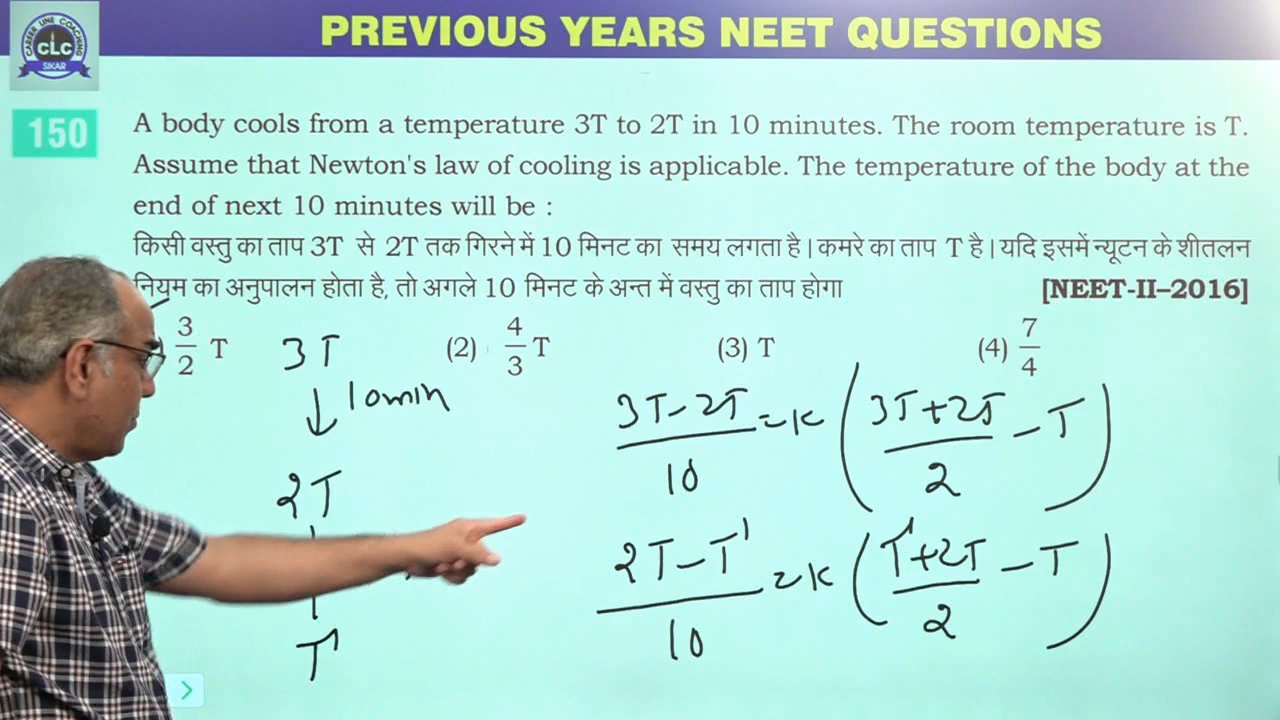 PREVIOUS YEARS NEET QUESTIONS
CAREER LINE COACHING
CLC
SIKAR
150
A body cools from a temperature 3T to 2T in 10 minutes. The room temperature is T.
Assume that Newton's law of cooling is applicable. The temperature of the body at the
end of next 10 minutes will be :
किसी वस्तु का ताप 3T से 2T तक गिरने में 10 मिनट का समय लगता है। कमरे का ताप T है। यदि इसमें न्यूटन के शीतलन
नियम का अनुपालन होता है, तो अगले 10 मिनट के अन्त में वस्तु का ताप होगा [NEET-II–2016]
) 3/2 T (2) 4/3 T (3) T (4) 7/4
3T
10min
2T
T'
3T-2T/10 = K (3T+2T/2 - T)
2T-T'/10 = K (T'+2T/2 - T)